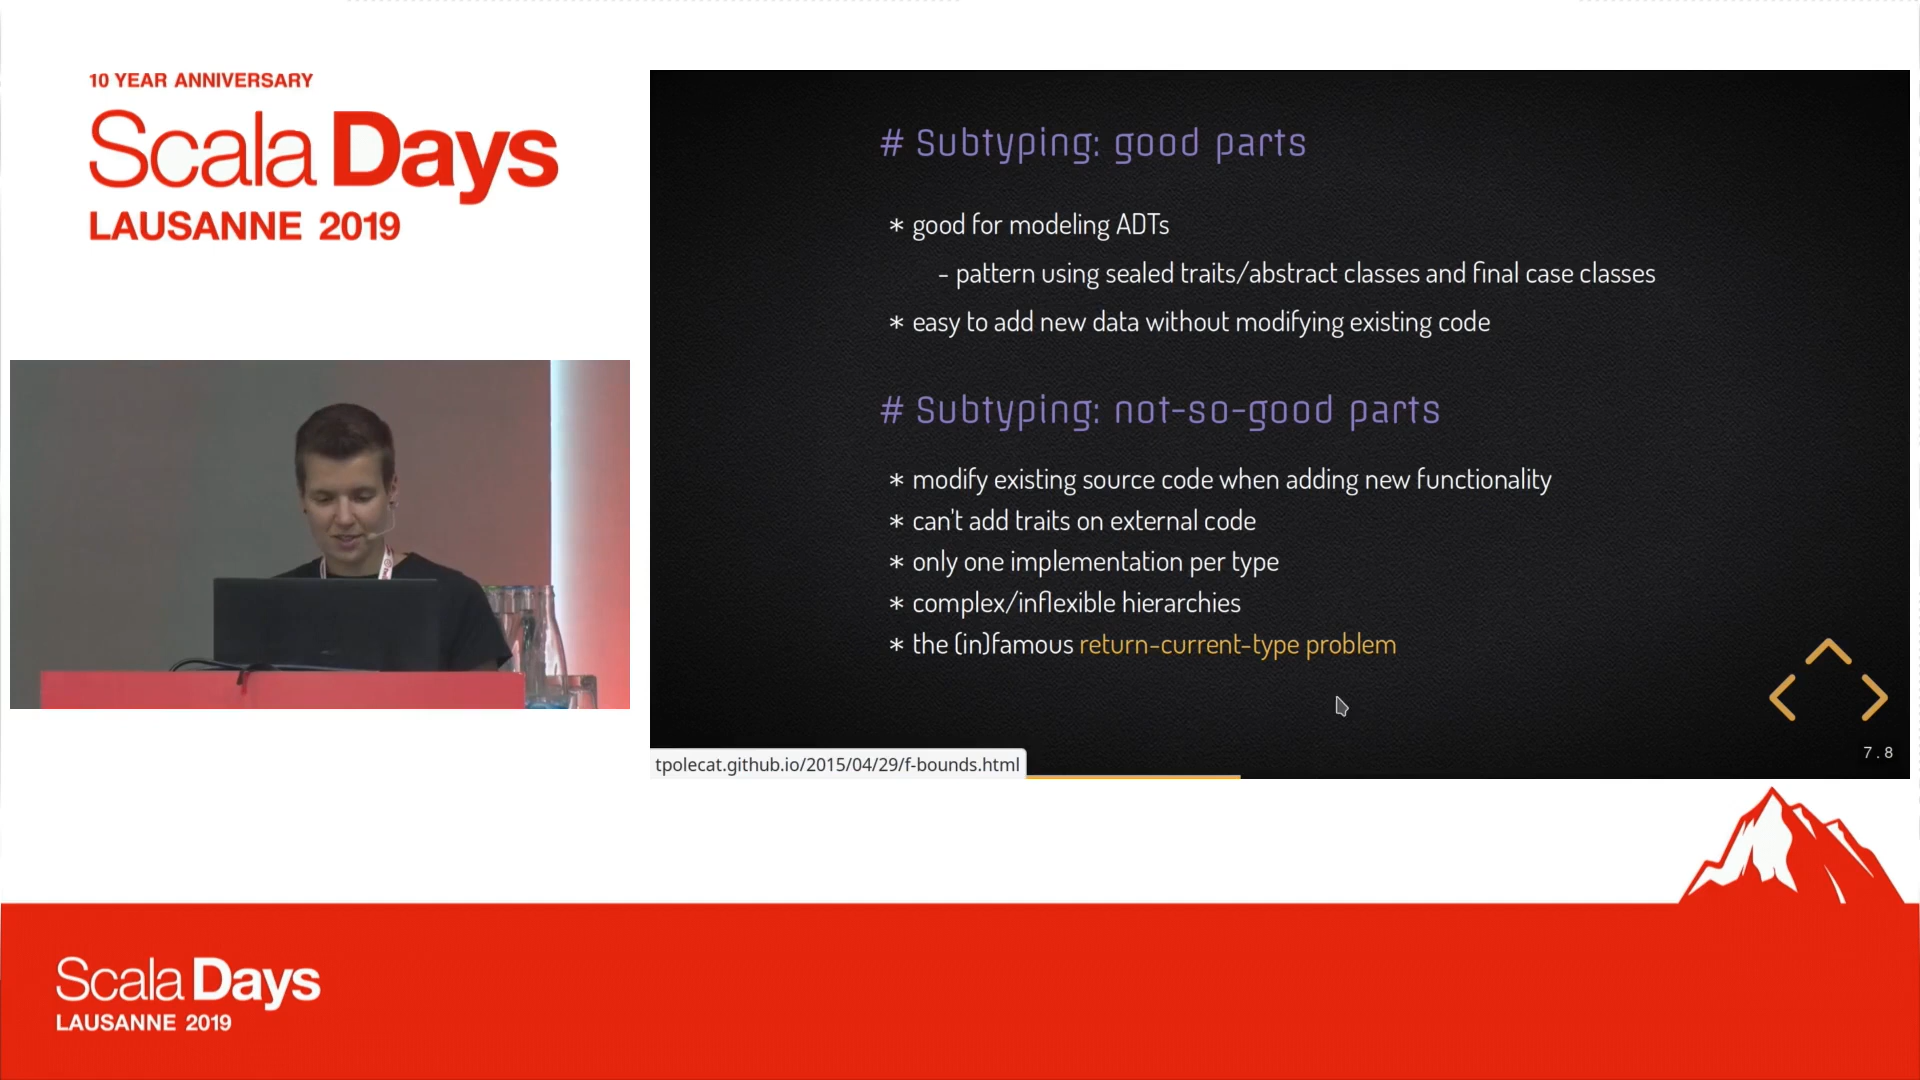 10 YEAR ANNIVERSARY
Scala Days
LAUSANNE 2019
# Subtyping: good parts
* good for modeling ADTs
- pattern using sealed traits/abstract classes and final case classes
* easy to add new data without modifying existing code
# Subtyping: not-so-good parts
* modify existing source code when adding new functionality
* can't add traits on external code
* only one implementation per type
* complex/inflexible hierarchies
* the (in)famous return-current-type problem
7.8
tpolecat.github.io/2015/04/29/f-bounds.html
Scala Days
LAUSANNE 2019